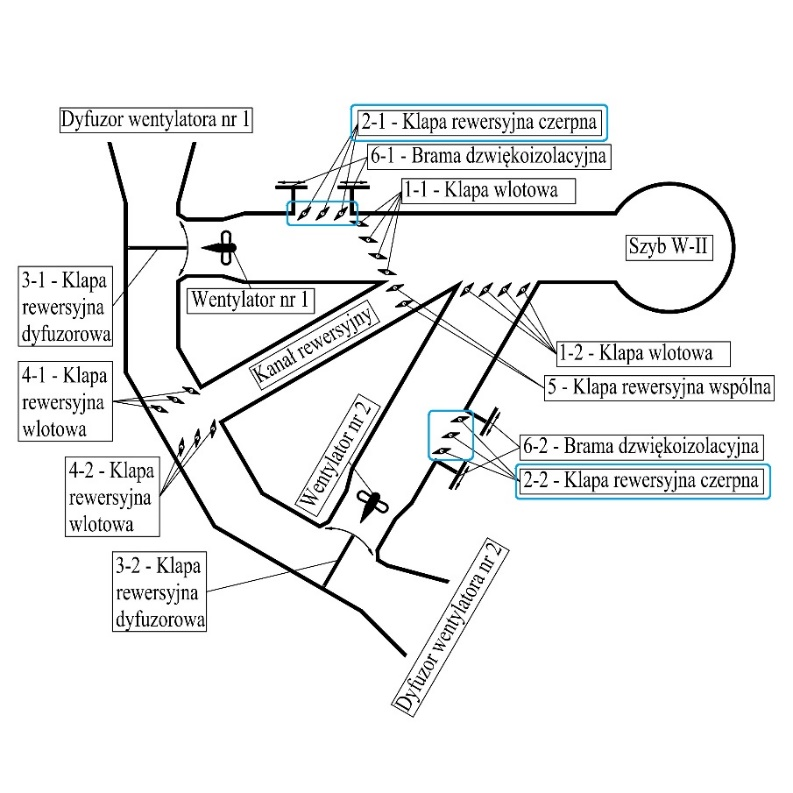 Dyfuzor wentylatora nr 1
2-1 - Klapa rewersyjna czerpna
6-1 - Brama dzwiękoizolacyjna
1-1 - Klapa wlotowa
Szyb W-II
3-1 - Klapa
rewersyjna
dyfuzorowa
Wentylator nr 1
Kanał rewersyjny
1-2 - Klapa wlotowa
5 - Klapa rewersyjna wspólna
4-1 - Klapa
rewersyjna
wlotowa
Wentylator nr 2
6-2 - Brama dzwiękoizolacyjna
2-2 - Klapa rewersyjna czerpna
4-2 - Klapa
rewersyjna
wlotowa
3-2 - Klapa
rewersyjna
dyfuzorowa
Dyfuzor wentylatora nr 2